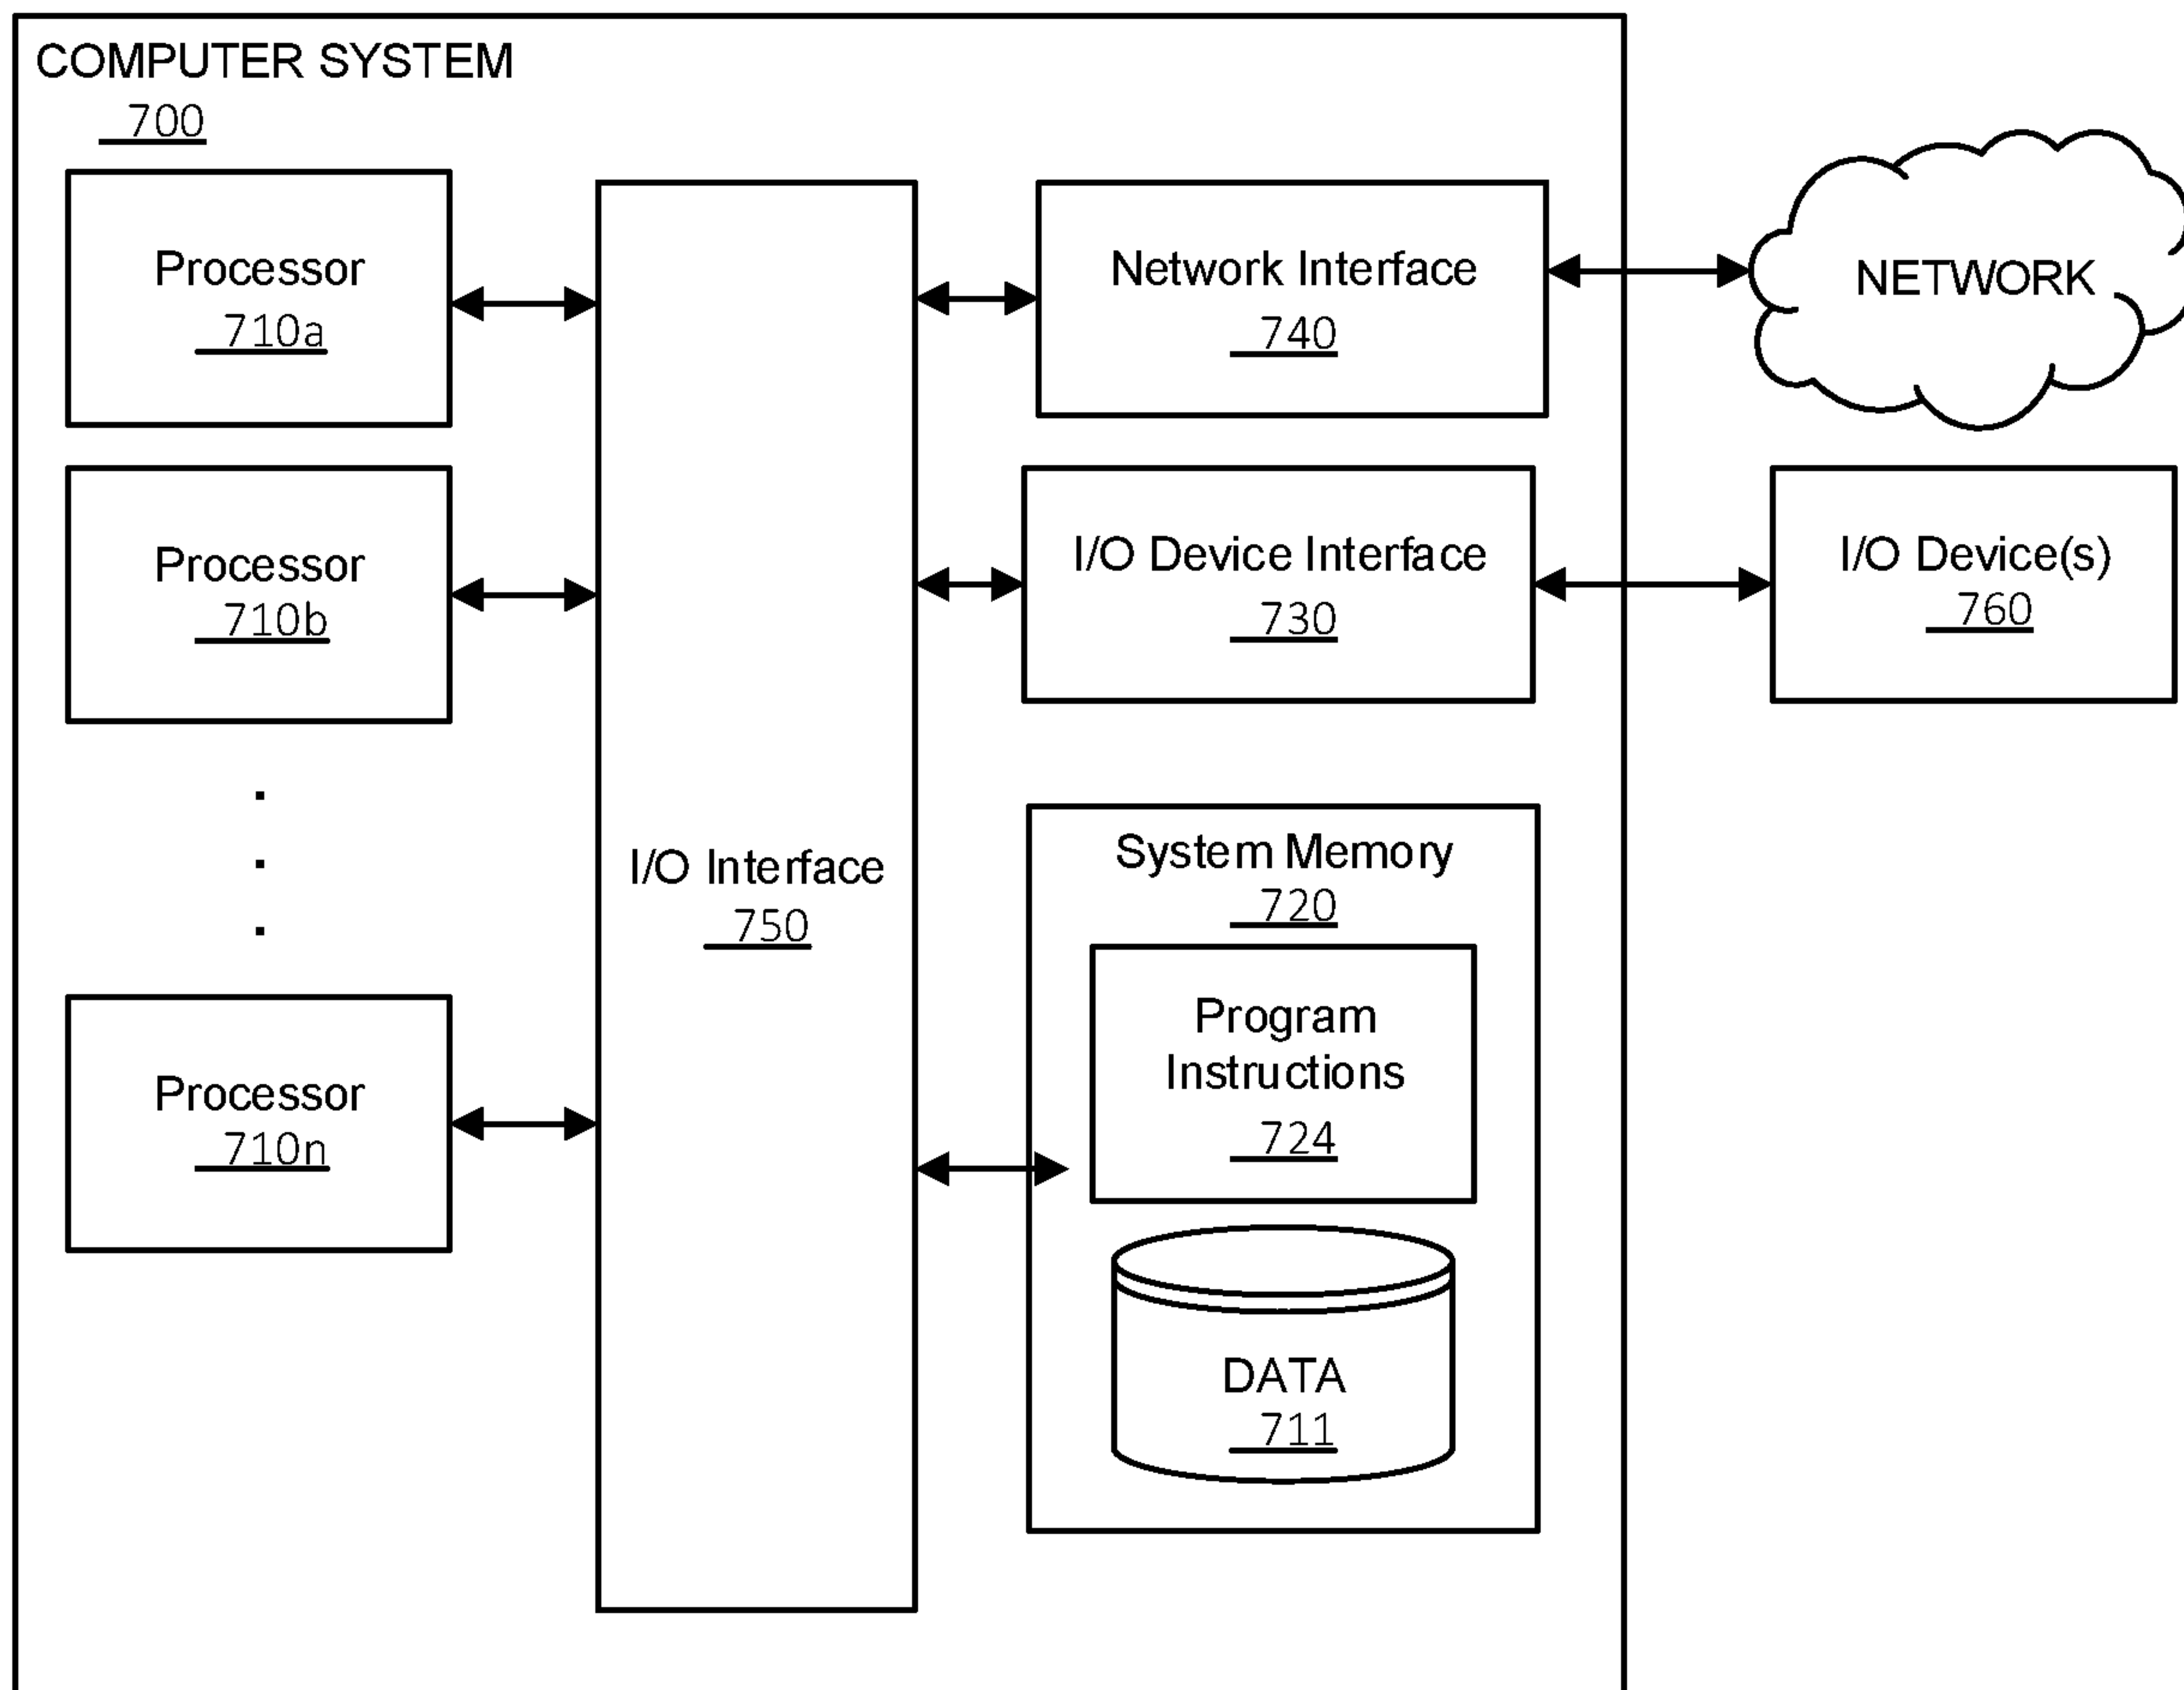 COMPUTER SYSTEM
700
Processor
710a
Processor
710b
Processor
710n
I/O Interface
750
Network Interface
740
I/O Device Interface
730
System Memory
720
Program
Instructions
724
DATA
711
NETWORK
I/O Device(s)
760